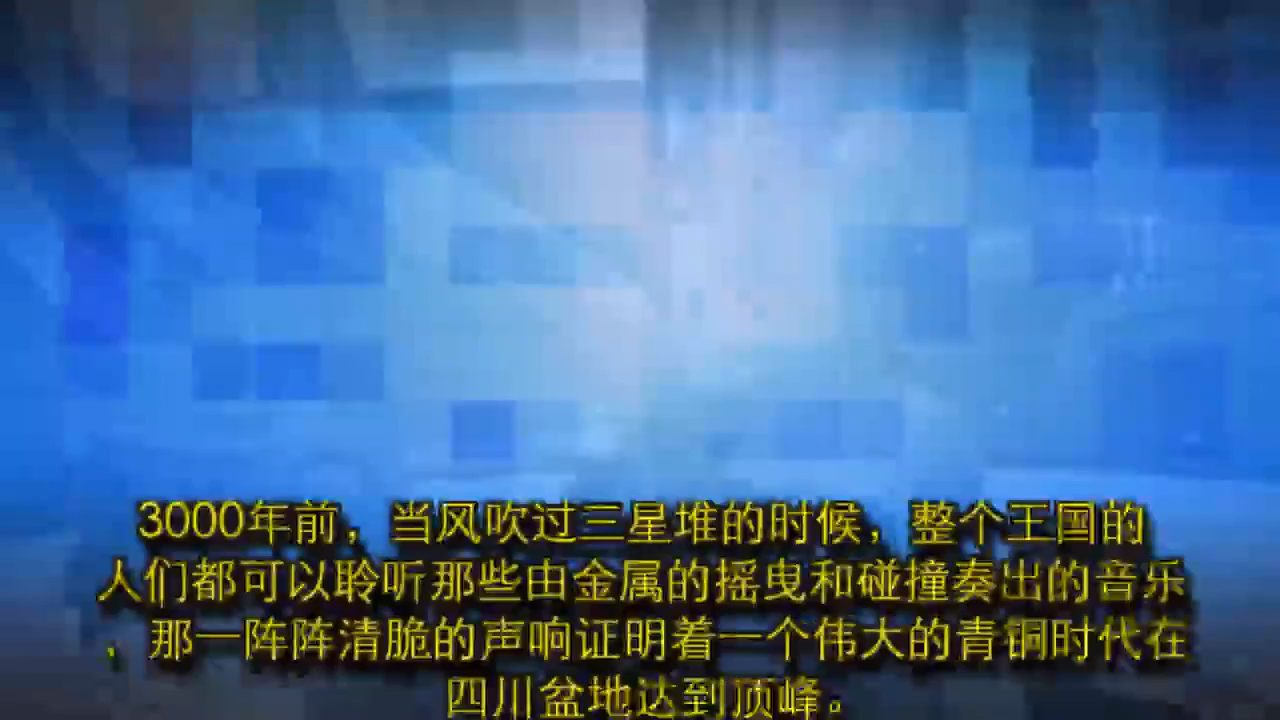 3000年前，当风吹过三星堆的时候，整个王国的
人们都可以聆听那些由金属的摇曳和碰撞奏出的音乐
，那一阵阵清脆的声响证明着一个伟大的青铜时代在
四川盆地达到顶峰。